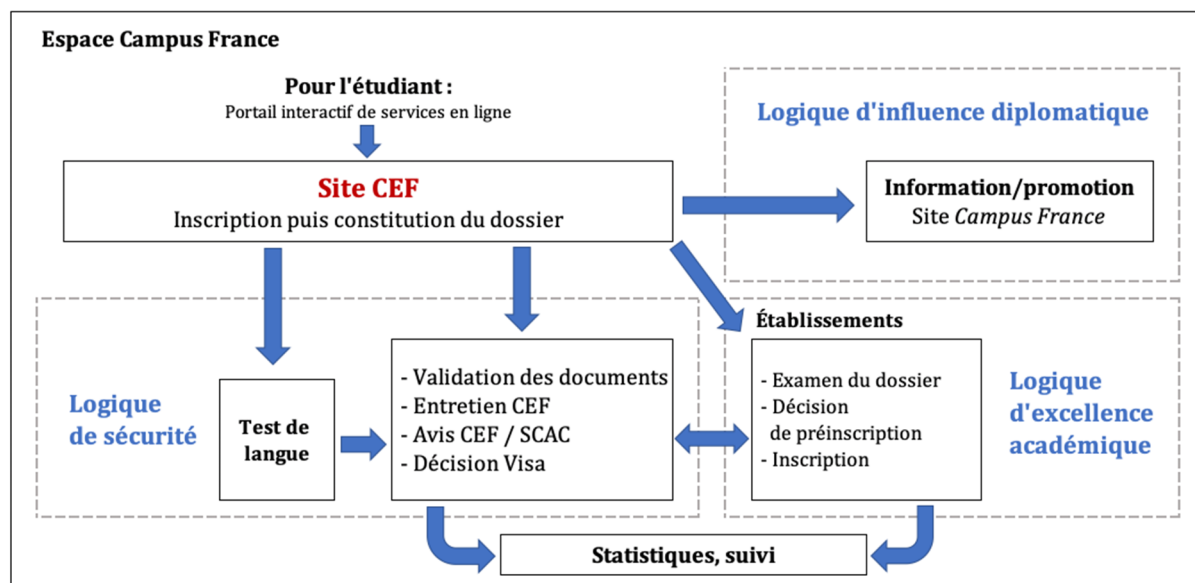 Espace Campus France
Pour l'étudiant :
Portail interactif de services en ligne
Site CEF
Inscription puis constitution du dossier
Logique d'influence diplomatique
Information/promotion
Site Campus France
Logique
de sécurité
Test de
langue
- Validation des documents
- Entretien CEF
- Avis CEF / SCAC
- Décision Visa
Établissements
- Examen du dossier
- Décision
de préinscription
- Inscription
Logique
d'excellence
académique
Statistiques, suivi